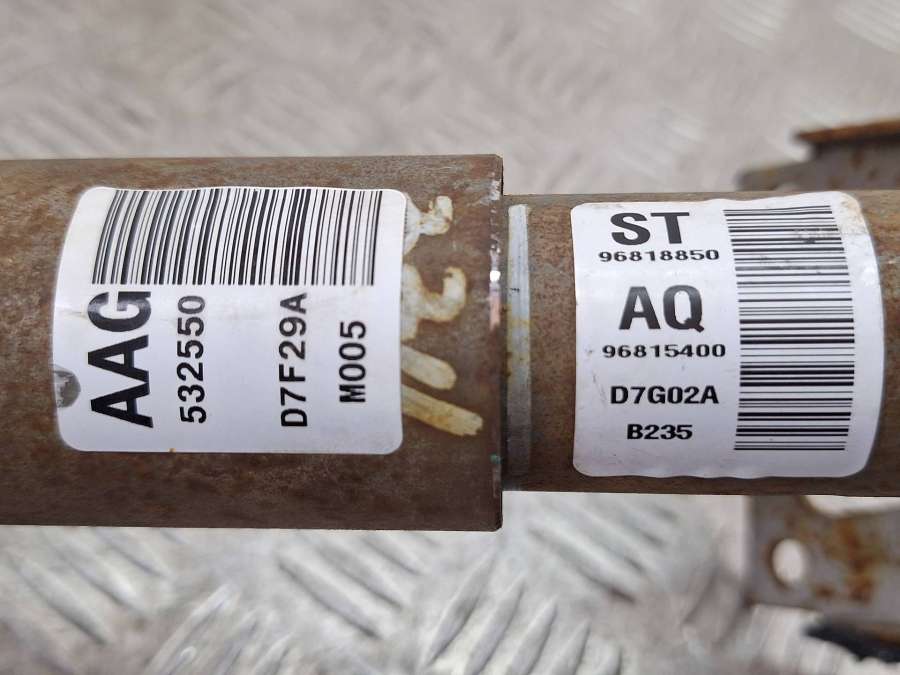 AAG
532550
D7F29A
M005
ST
96818850
AQ
96815400
D7G02A
B235